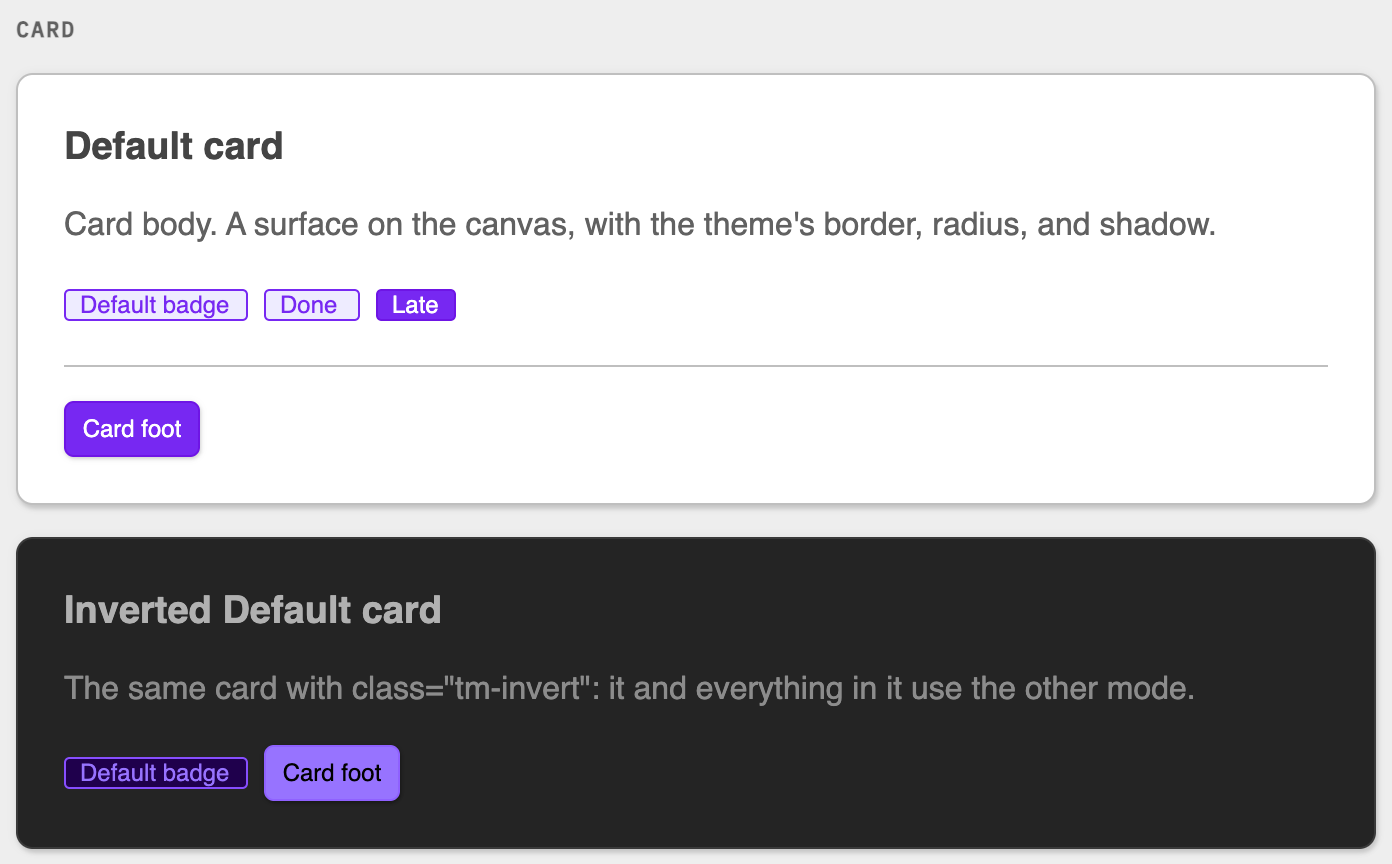 CARD
Default card
Card body. A surface on the canvas, with the theme's border, radius, and shadow.
Default badge Done Late
Card foot
Inverted Default card
The same card with class="tm-invert": it and everything in it use the other mode.
Default badge Card foot